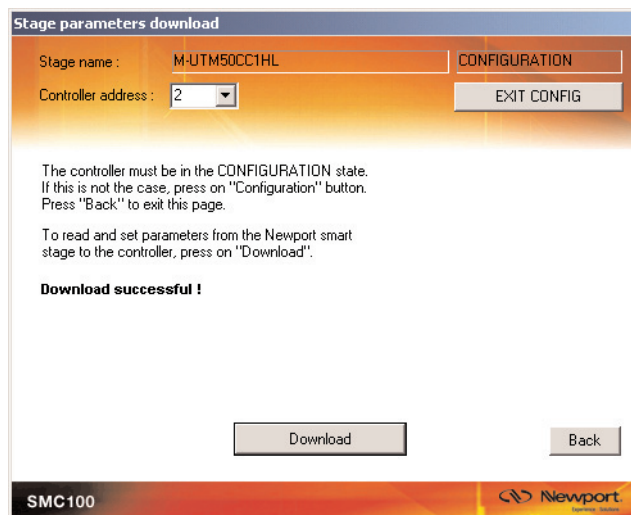 Stage parameters download
Stage name : M-UTM50CC1HL CONFIGURATION
Controller address : 2 EXIT CONFIG
The controller must be in the CONFIGURATION state.
If this is not the case, press on "Configuration" button.
Press "Back" to exit this page.
To read and set parameters from the Newport smart
stage to the controller, press on "Download".
Download successful !
Download Back
SMC100 Newport.
Experience. Solutions